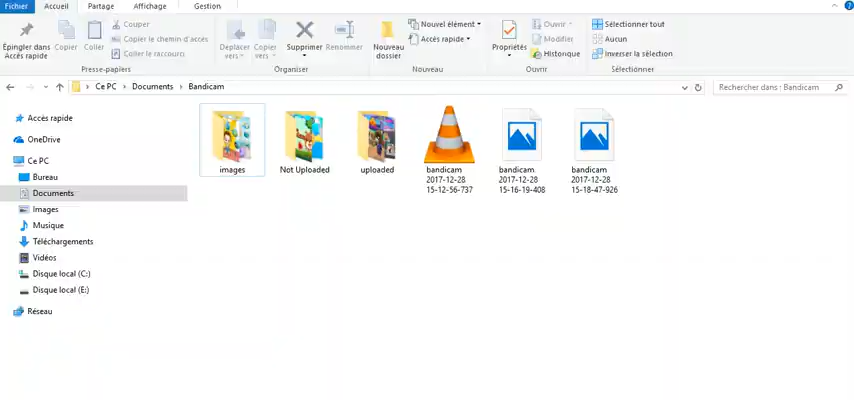 Fichier Accueil Partage Affichage Gestion
Épingler dans Accès rapide
Copier
Coller
Couper
Copier le chemin d'accès
Coller le raccourci
Presse-papiers
Déplacer vers
Copier vers
Supprimer
Renommer
Organiser
Nouveau dossier
Nouvel élément
Accès rapide
Nouveau
Propriétés
Ouvrir
Modifier
Historique
Ouvrir
Sélectionner tout
Aucun
Inverser la sélection
Sélectionner
Ce PC Documents Bandicam
Rechercher dans : Bandicam
Accès rapide
OneDrive
Ce PC
Bureau
Documents
Images
Musique
Téléchargements
Vidéos
Disque local (C:)
Disque local (E:)
Réseau
images
Not Uploaded
uploaded
bandicam
2017-12-28
15-12-56-737
bandicam
2017-12-28
15-16-19-408
bandicam
2017-12-28
15-18-47-926